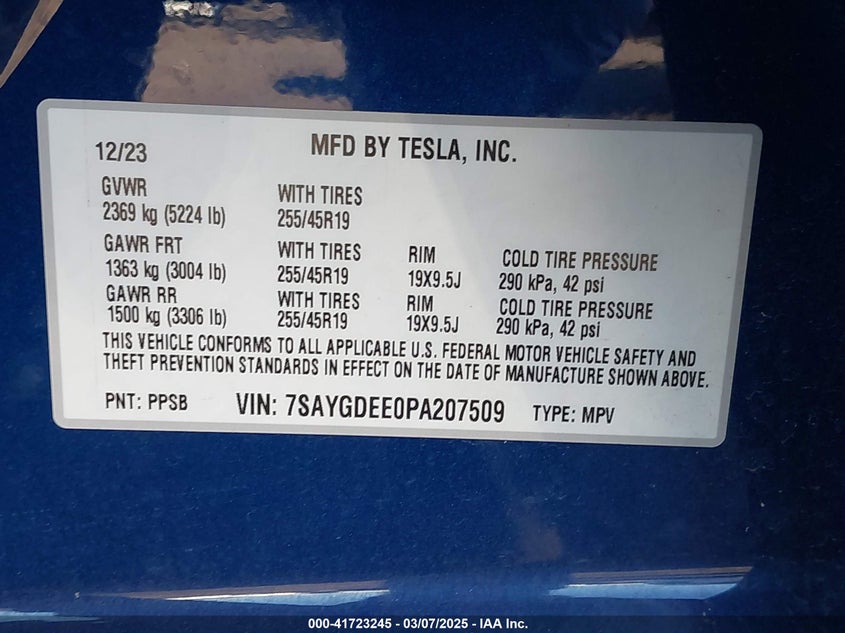 12/23 MFD BY TESLA, INC.
GVWR WITH TIRES
2369 kg (5224 lb) 255/45R19
GAWR FRT WITH TIRES RIM COLD TIRE PRESSURE
1363 kg (3004 lb) 255/45R19 19X9.5J 290 kPa, 42 psi
GAWR RR WITH TIRES RIM COLD TIRE PRESSURE
1500 kg (3306 lb) 255/45R19 19X9.5J 290 kPa, 42 psi
THIS VEHICLE CONFORMS TO ALL APPLICABLE U.S. FEDERAL MOTOR VEHICLE SAFETY AND
THEFT PREVENTION STANDARDS IN EFFECT ON THE DATE OF MANUFACTURE SHOWN ABOVE.
PNT: PPSB VIN: 7SAYGDEE0PA207509 TYPE: MPV
000-41723245 - 03/07/2025 - IAA Inc.